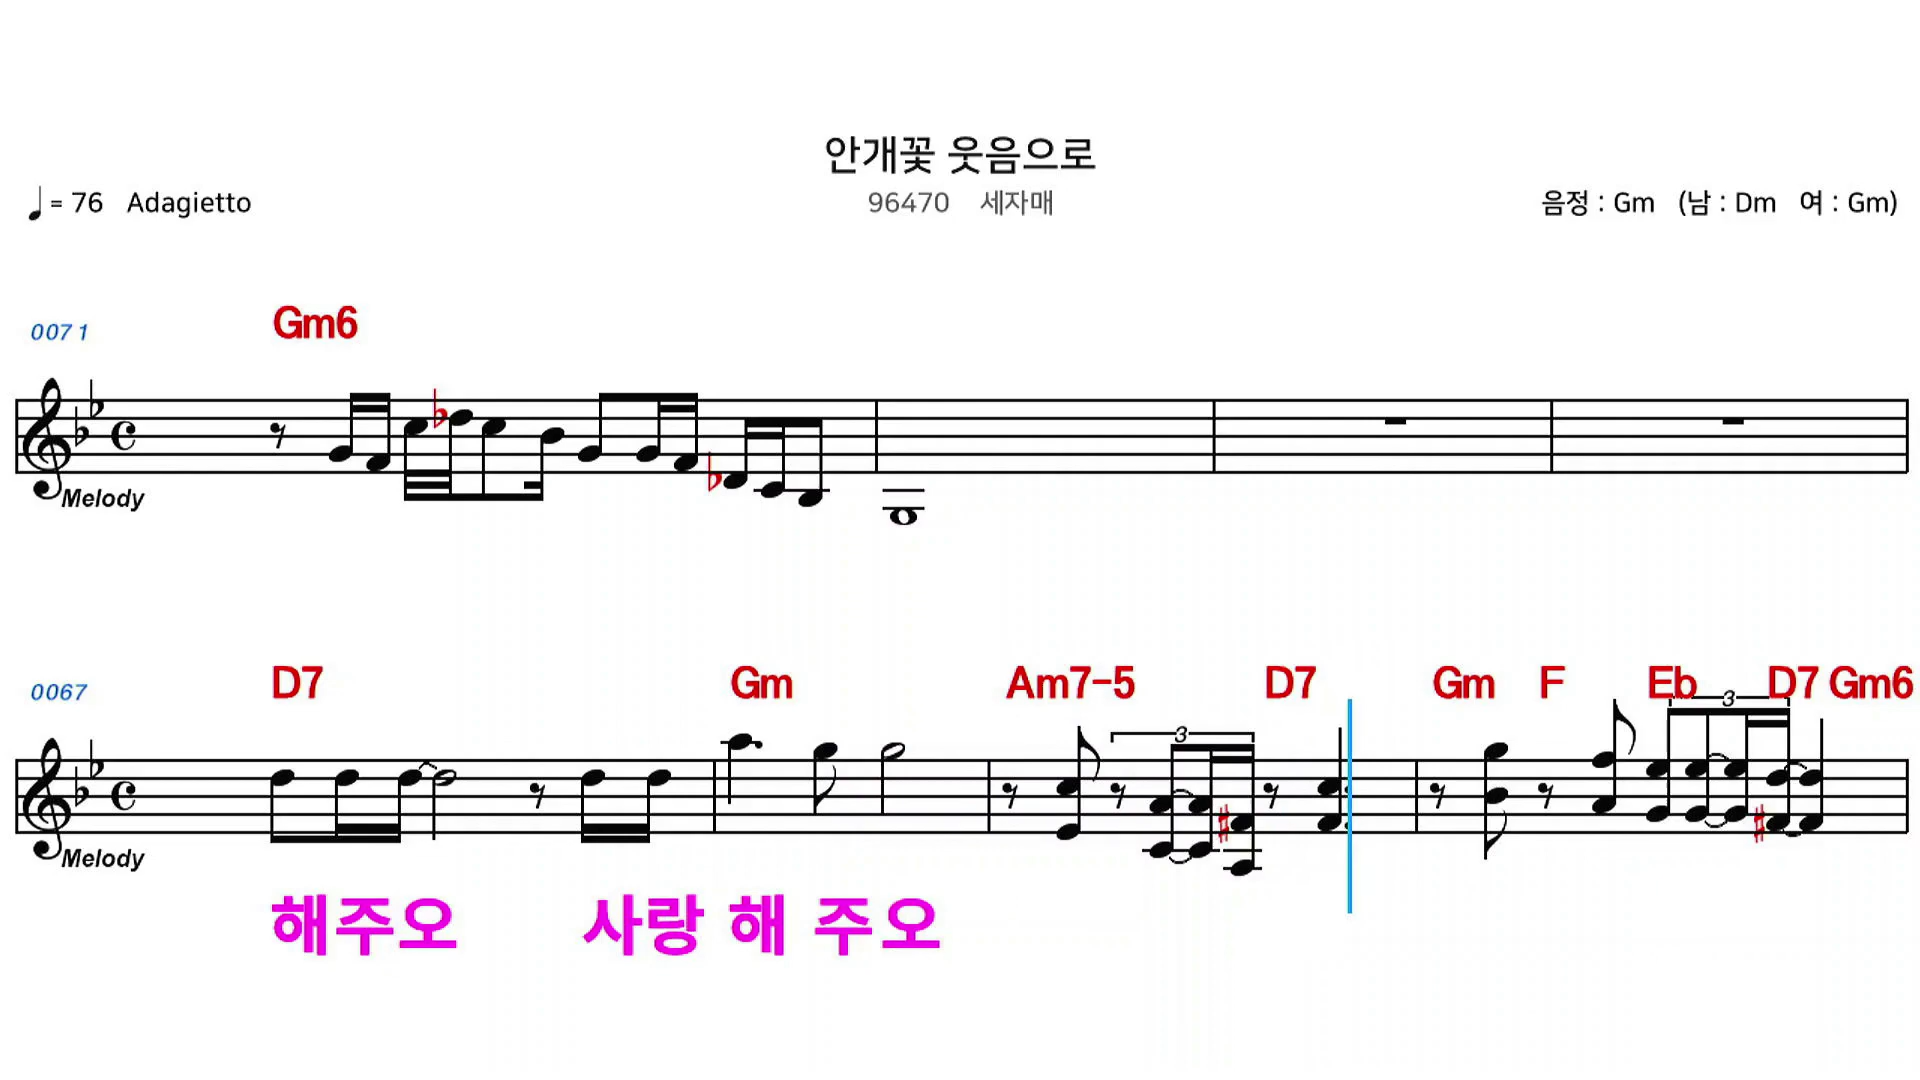 안개꽃 웃음으로
♩= 76 Adagietto 96470 세자매 음정 : Gm (남 : Dm 여 : Gm)
0071 Gm6
Melody
0067 D7 Gm Am7-5 D7 Gm F Eb D7 Gm6
3 3
Melody
해주오 사랑 해 주오